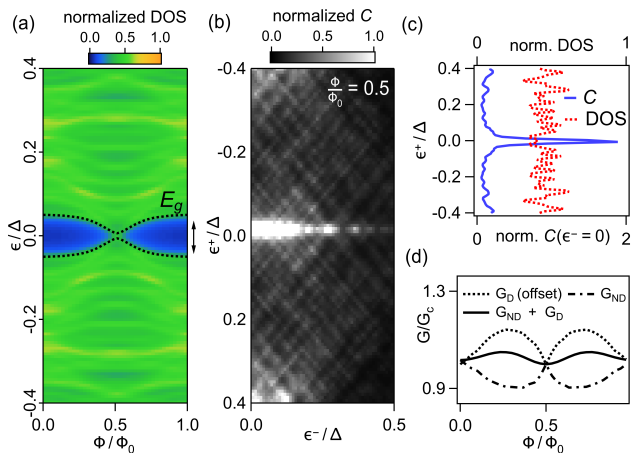 (a)
normalized DOS
0.0 0.5 1.0
0.4
0.2
0.0
-0.2
-0.4
ϵ/Δ
E_g
0.0 0.5 1.0
Φ/Φ₀
(b)
normalized C
0.0 0.5 1.0
Φ/Φ₀ = 0.5
-0.4
-0.2
0.0
0.2
0.4
ϵ⁺/Δ
0.0 0.5
ϵ⁻/Δ
(c)
0 1
norm. DOS
0.4
0.2
0.0
-0.2
-0.4
ϵ⁺/Δ
C
DOS
0 2
norm. C(ϵ⁻ = 0)
(d)
1.3
0.9
G/G_c
G_D (offset) G_ND
G_ND + G_D
0.0 0.5
Φ/Φ₀